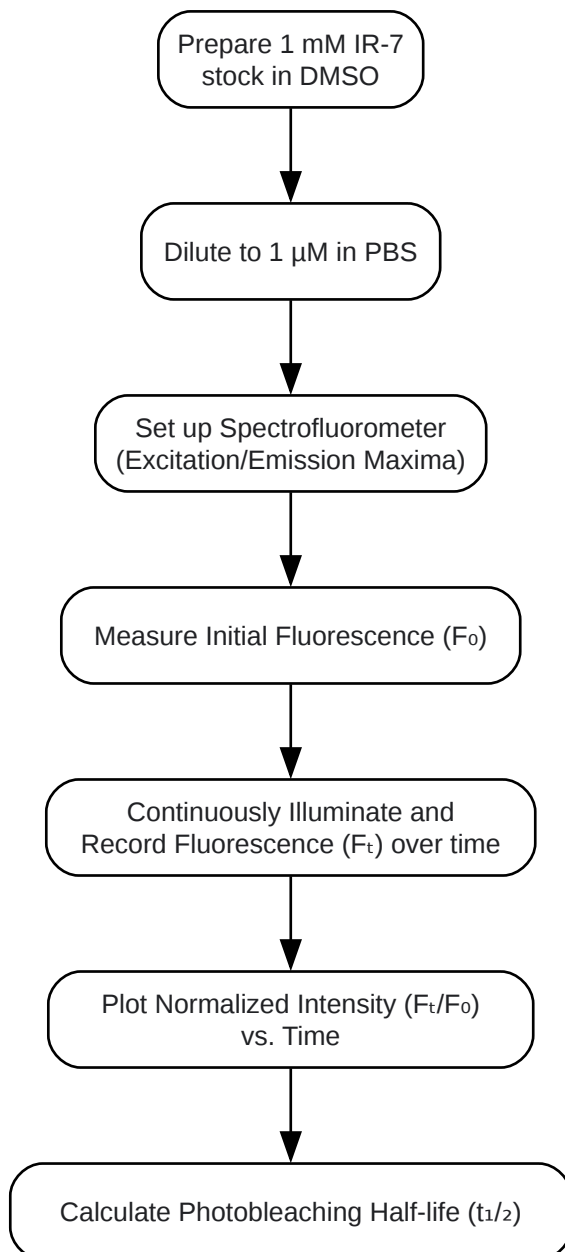 Prepare 1 mM IR-7
stock in DMSO
Dilute to 1 µM in PBS
Set up Spectrofluorometer
(Excitation/Emission Maxima)
Measure Initial Fluorescence (F₀)
Continuously Illuminate and
Record Fluorescence (Fₜ) over time
Plot Normalized Intensity (Fₜ/F₀)
vs. Time
Calculate Photobleaching Half-life (t₁/₂)